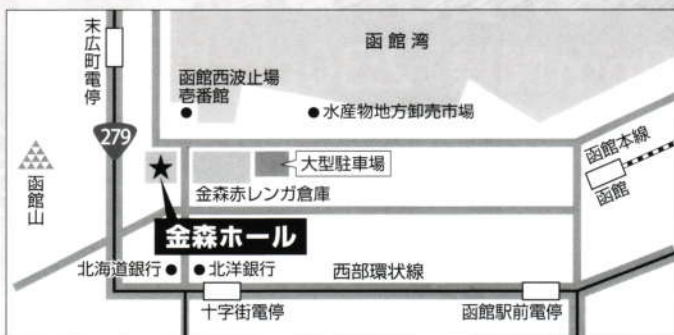 末広町電停
函館湾
函館西波止場
壱番館
水産物地方卸売市場
279
函館本線
函館
大型駐車場
函館山
金森赤レンガ倉庫
金森ホール
北海道銀行
北洋銀行
西部環状線
十字街電停
函館駅前電停